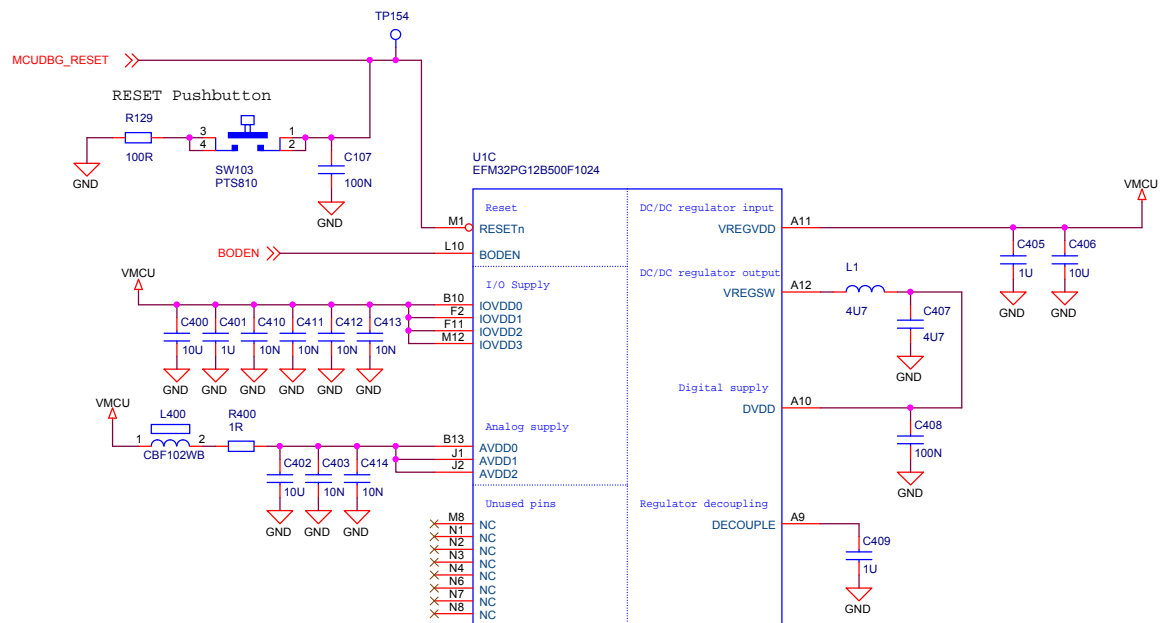 TP154
MCUDBG_RESET
RESET Pushbutton
R129
100R
GND
3
4
1
2
SW103
PTS810
C107
100N
GND
U1C
EFM32PG12B500F1024
Reset
M1
RESETn
BODEN
L10
BODEN
I/O Supply
VMCU
B10
IOVDD0
F2
IOVDD1
F11
IOVDD2
M12
IOVDD3
C400
10U
C401
1U
C410
10N
C411
10N
C412
10N
C413
10N
GND
GND
GND
GND
GND
GND
VMCU
L400
1
2
CBF102WB
R400
1R
Analog supply
B13
AVDD0
J1
AVDD1
J2
AVDD2
C402
10U
C403
10N
C414
10N
GND
GND
GND
Unused pins
M8
NC
N1
NC
N2
NC
N3
NC
N4
NC
N6
NC
N7
NC
N8
NC
DC/DC regulator input
VREGVDD
A11
VMCU
C405
1U
C406
10U
GND
GND
DC/DC regulator output
VREGSW
A12
L1
4U7
C407
4U7
GND
Digital supply
DVDD
A10
C408
100N
GND
Regulator decoupling
DECOUPLE
A9
C409
1U
GND